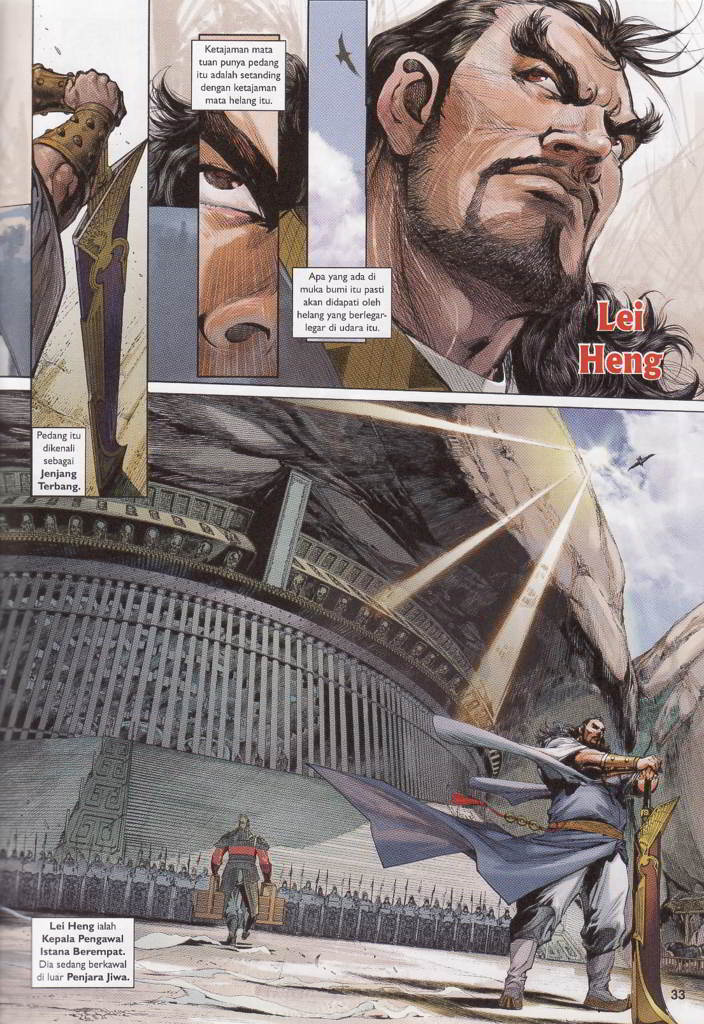 Ketajaman mata
tuan punya pedang
itu adalah setanding
dengan ketajaman
mata helang itu.
Apa yang ada di
muka bumi itu pasti
akan didapati oleh
helang yang berlegar-
legar di udara itu.
Lei
Heng
Pedang itu
dikenali
sebagai
Jenjang
Terbang.
Lei Heng ialah
Kepala Pengawal
Istana Berempat.
Dia sedang berkawal
di luar Penjara Jiwa.
33